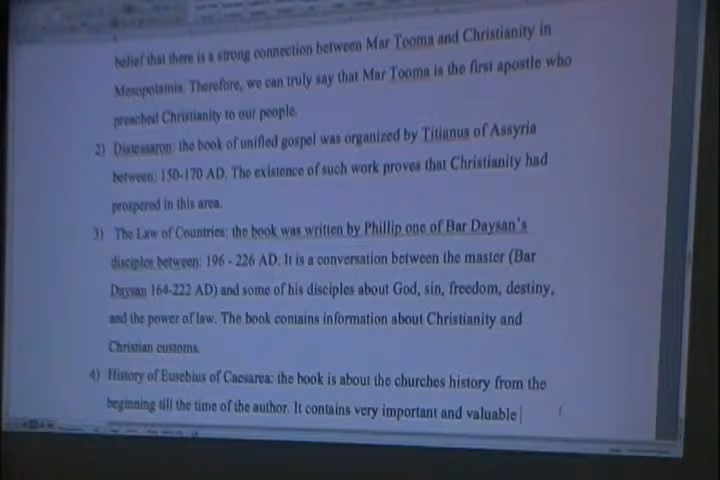 belief that there is a strong connection between Mar Tooma and Christianity in
Mesopotamia. Therefore, we can truly say that Mar Tooma is the first apostle who
preached Christianity to our people.
2) Diatessaron: the book of unified gospel was organized by Titianus of Assyria
between: 150-170 AD. The existence of such work proves that Christianity had
prospered in this area.
3) The Law of Countries: the book was written by Phillip one of Bar Daysan's
disciples between: 196 - 226 AD. It is a conversation between the master (Bar
Daysan 164-222 AD) and some of his disciples about God, sin, freedom, destiny,
and the power of law. The book contains information about Christianity and
Christian customs.
4) History of Eusebius of Caesarea: the book is about the churches history from the
beginning till the time of the author. It contains very important and valuable